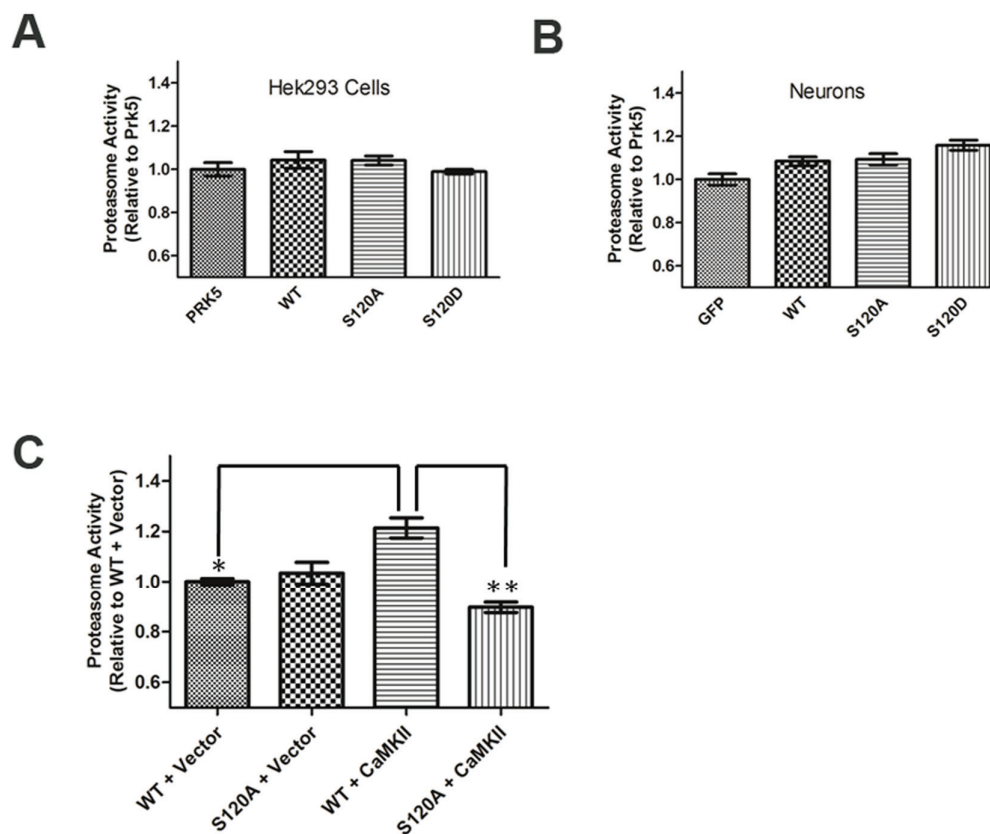 A
Hek293 Cells
Proteasome Activity
(Relative to Prk5)
1.4
1.2
1.0
0.8
0.6
PRK5
WT
S120A
S120D
B
Neurons
Proteasome Activity
(Relative to Prk5)
1.4
1.2
1.0
0.8
0.6
GFP
WT
S120A
S120D
C
Proteasome Activity
(Relative to WT + Vector)
1.4
1.2
1.0
0.8
0.6
*
**
WT + Vector
S120A + Vector
WT + CaMKII
S120A + CaMKII